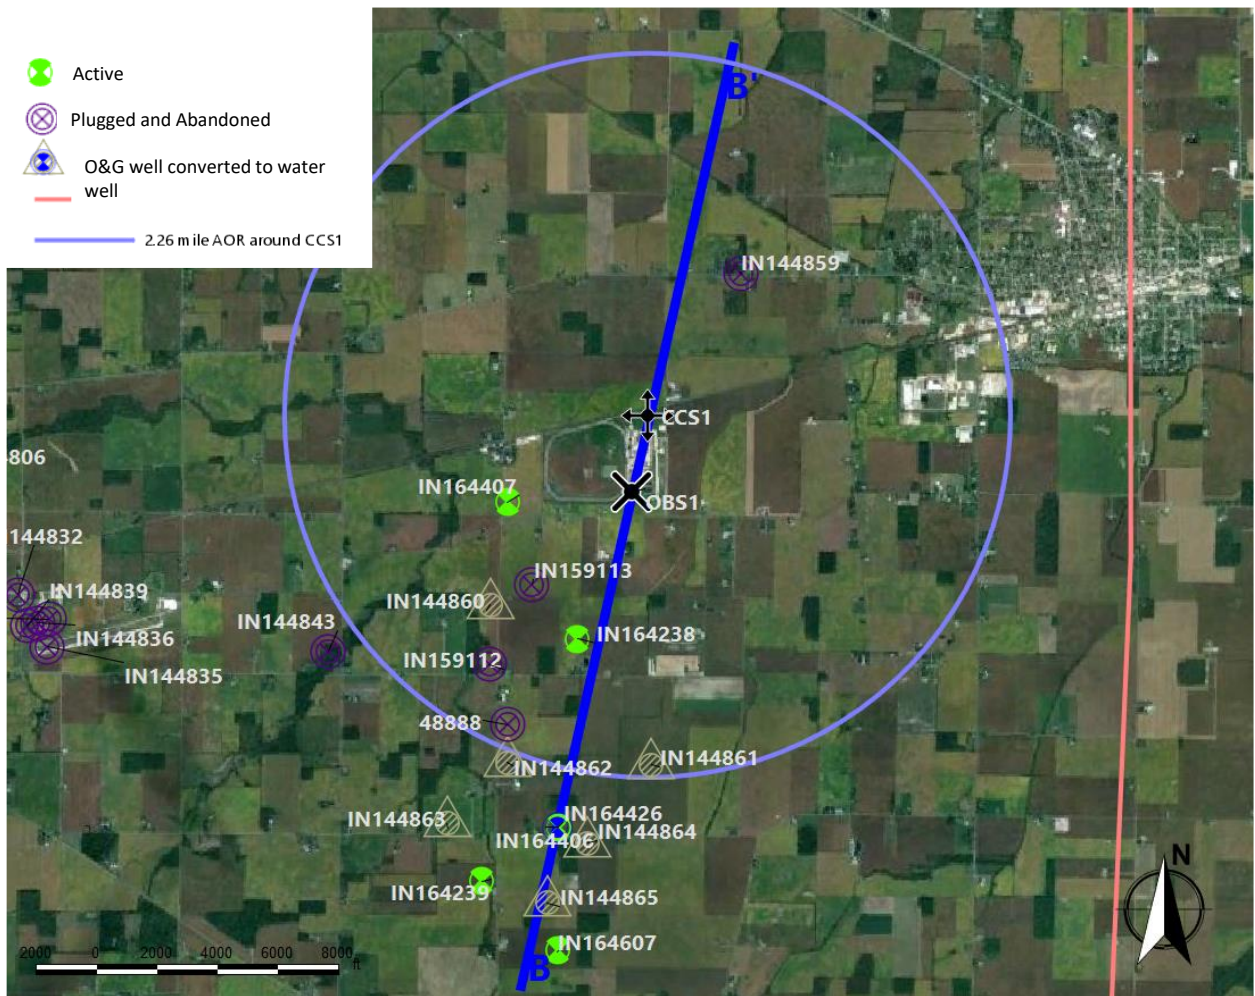 Active
Plugged and Abandoned
O&G well converted to water
well
2.26 mile AOR around CCS1
B'
IN144859
CCS1
806
IN164407
OBS1
144832
IN159113
IN144839
IN144860
IN144843
IN164238
IN144836
IN159112
IN144835
48888
IN144861
IN144862
IN164426
IN144863
IN144864
IN164406
N
IN164239
IN144865
IN164607
2000 0 2000 4000 6000 8000 ft
B